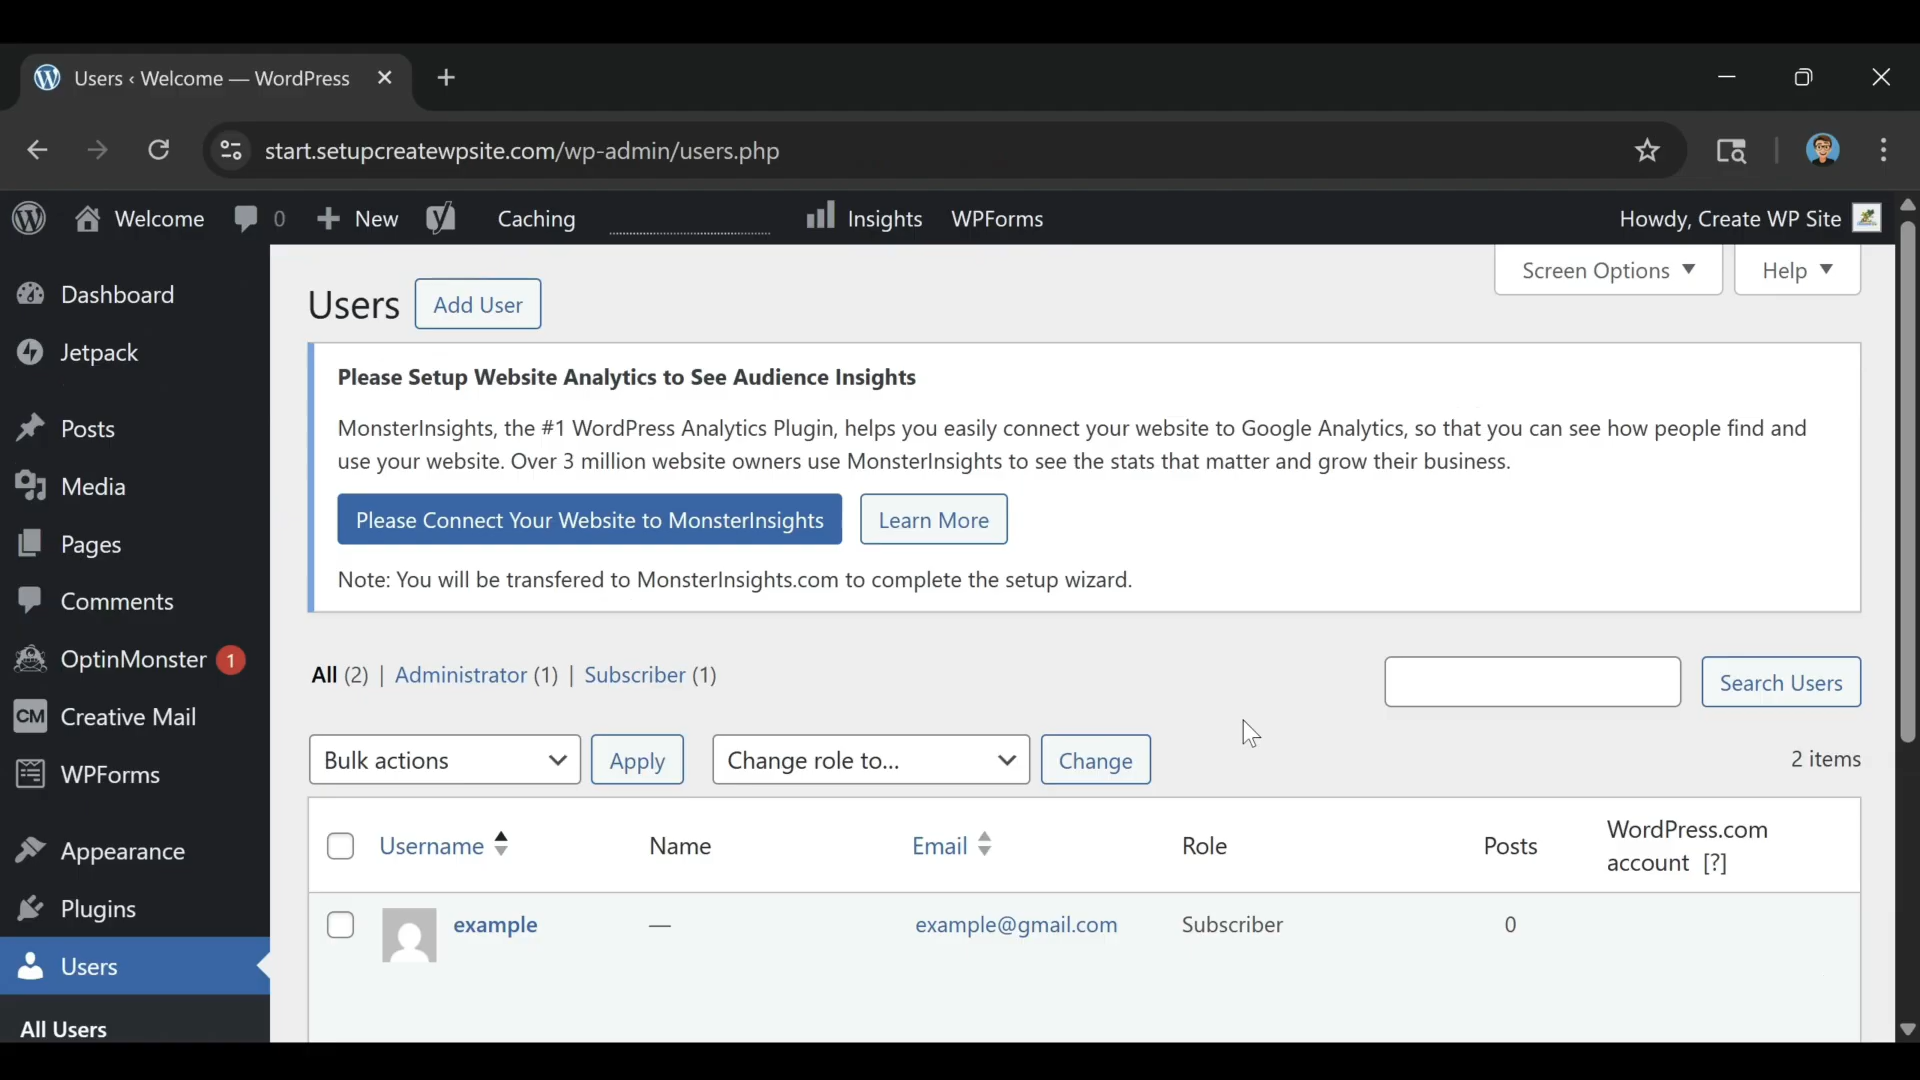 Users ‹ Welcome — WordPress
start.setupcreatewpsite.com/wp-admin/users.php
Welcome 0 New Caching Insights WPForms Howdy, Create WP Site
Screen Options Help
Dashboard
Jetpack
Posts
Media
Pages
Comments
OptinMonster 1
CM Creative Mail
WPForms
Appearance
Plugins
Users
All Users
Users Add User
Please Setup Website Analytics to See Audience Insights
MonsterInsights, the #1 WordPress Analytics Plugin, helps you easily connect your website to Google Analytics, so that you can see how people find and
use your website. Over 3 million website owners use MonsterInsights to see the stats that matter and grow their business.
Please Connect Your Website to MonsterInsights Learn More
Note: You will be transfered to MonsterInsights.com to complete the setup wizard.
All (2) | Administrator (1) | Subscriber (1) Search Users
Bulk actions Apply Change role to... Change 2 items
Username Name Email Role Posts WordPress.com
account [?]
example — example@gmail.com Subscriber 0